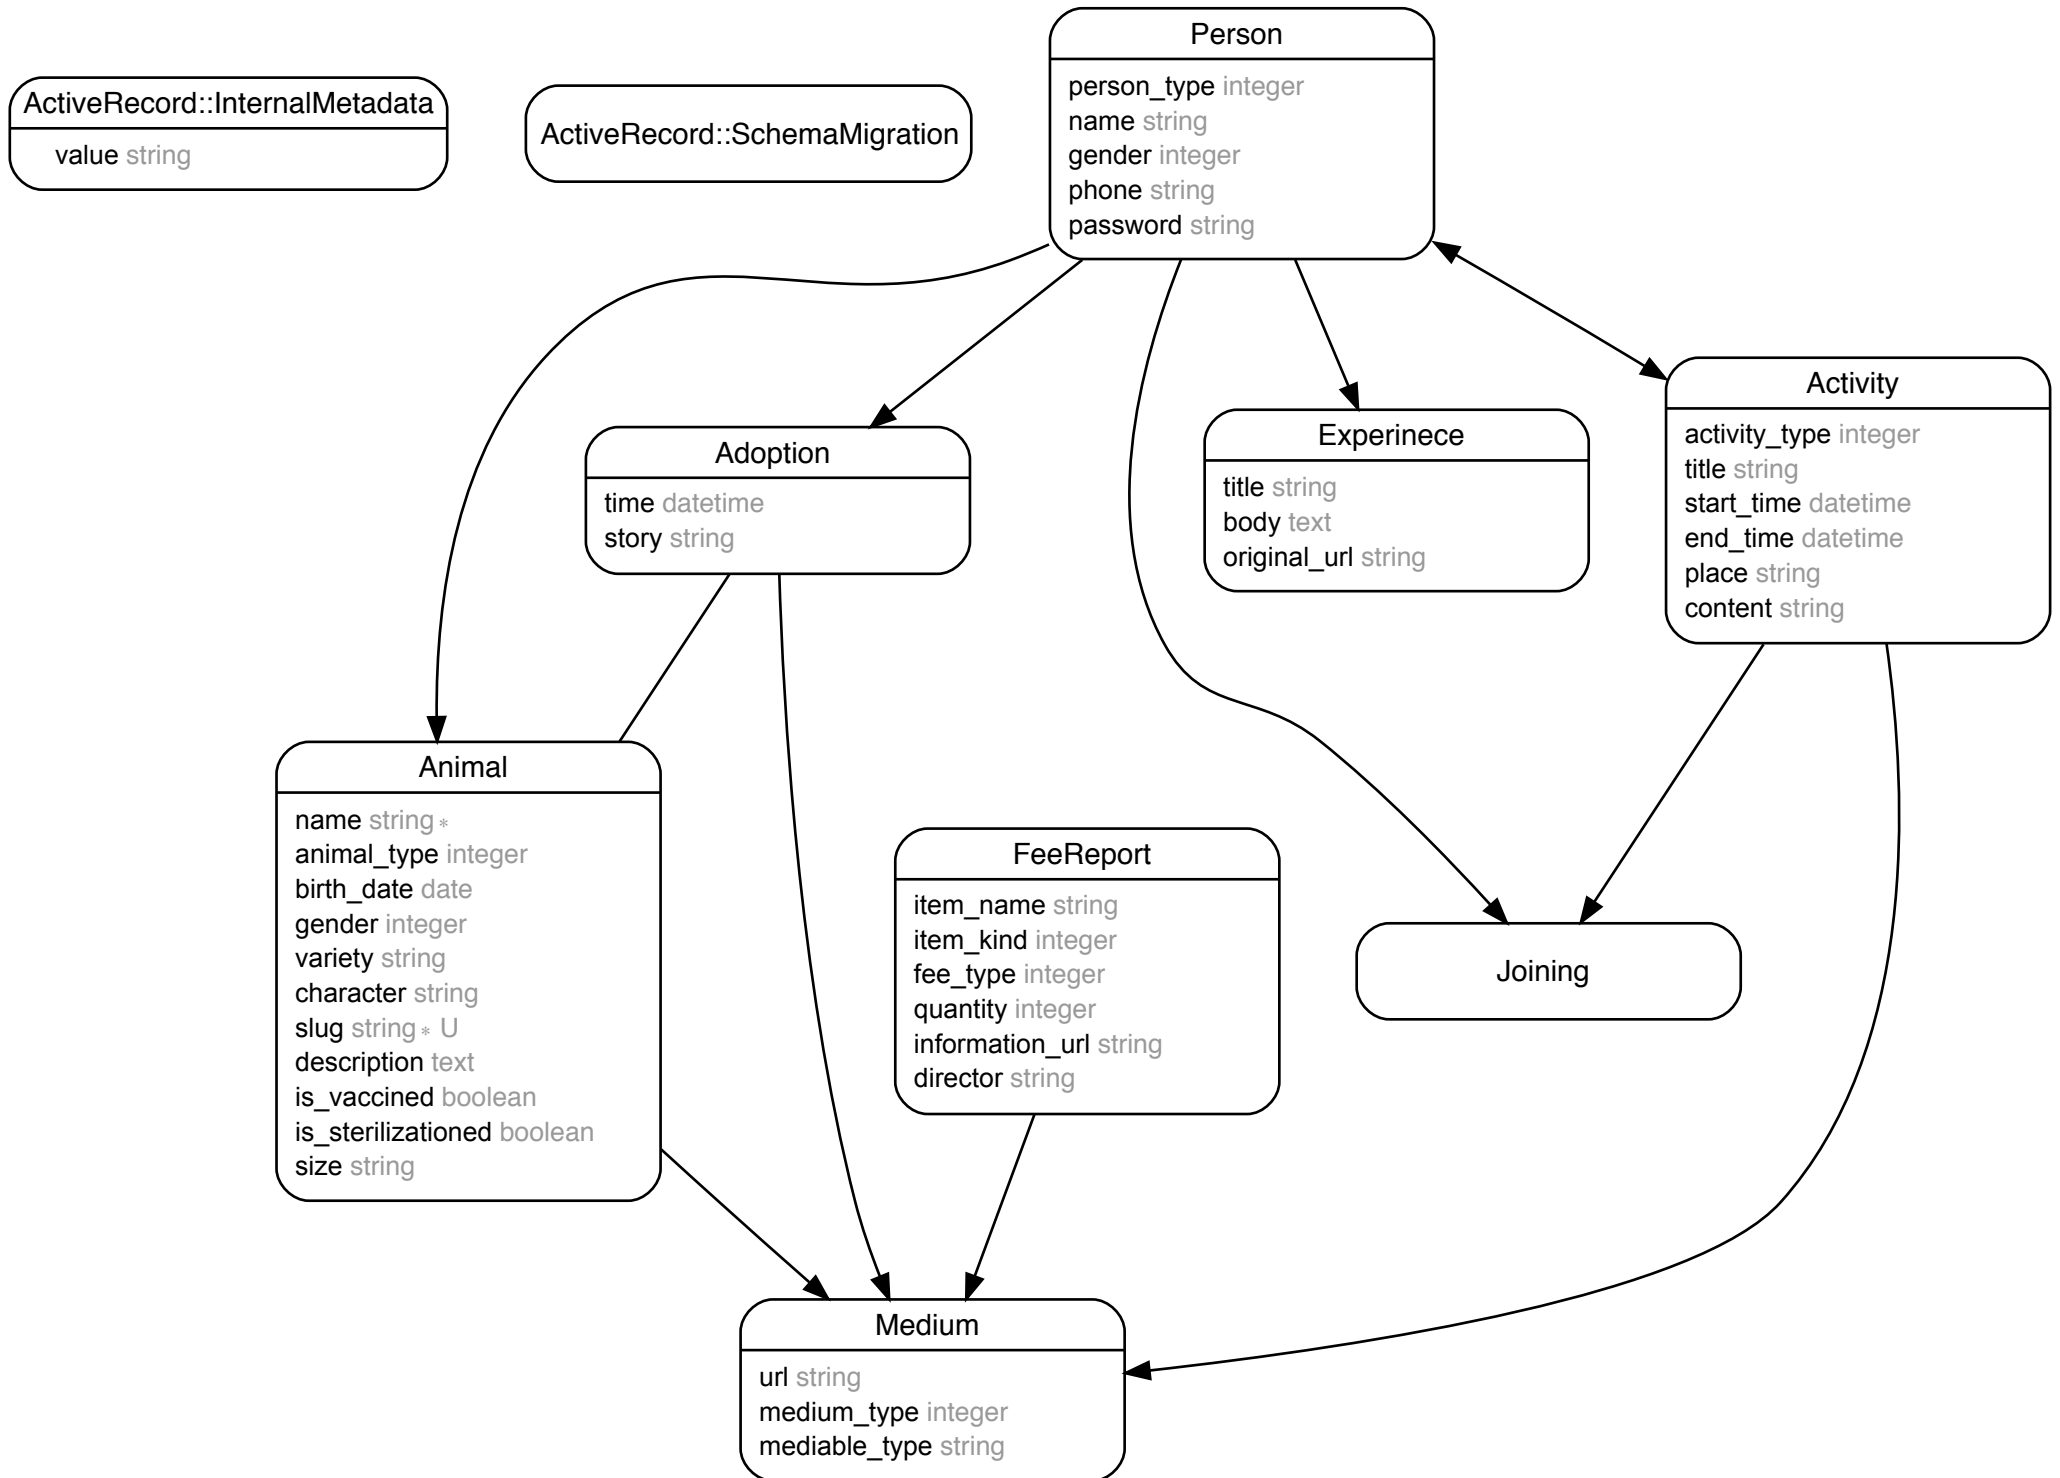 Person
person_type integer
name string
gender integer
phone string
password string
ActiveRecord::InternalMetadata
value string
ActiveRecord::SchemaMigration
Activity
activity_type integer
title string
start_time datetime
end_time datetime
place string
content string
Adoption
time datetime
story string
Experinece
title string
body text
original_url string
Animal
name string *
animal_type integer
birth_date date
gender integer
variety string
character string
slug string * U
description text
is_vaccined boolean
is_sterilizationed boolean
size string
FeeReport
item_name string
item_kind integer
fee_type integer
quantity integer
information_url string
director string
Joining
Medium
url string
medium_type integer
mediable_type string